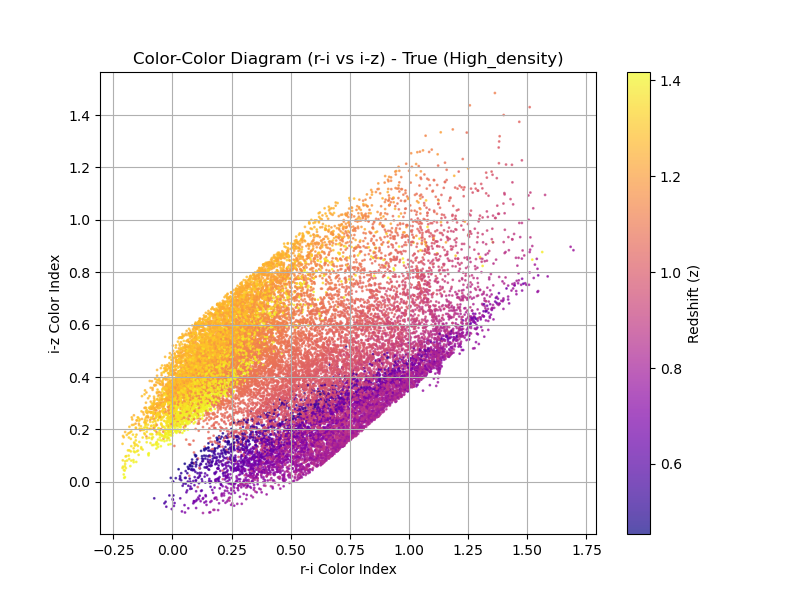 Color-Color Diagram (r-i vs i-z) - True (High_density)
1.4
1.2
1.0
0.8
0.6
0.4
0.2
0.0
i-z Color Index
−0.25 0.00 0.25 0.50 0.75 1.00 1.25 1.50 1.75
r-i Color Index
1.4
1.2
1.0
0.8
0.6
Redshift (z)